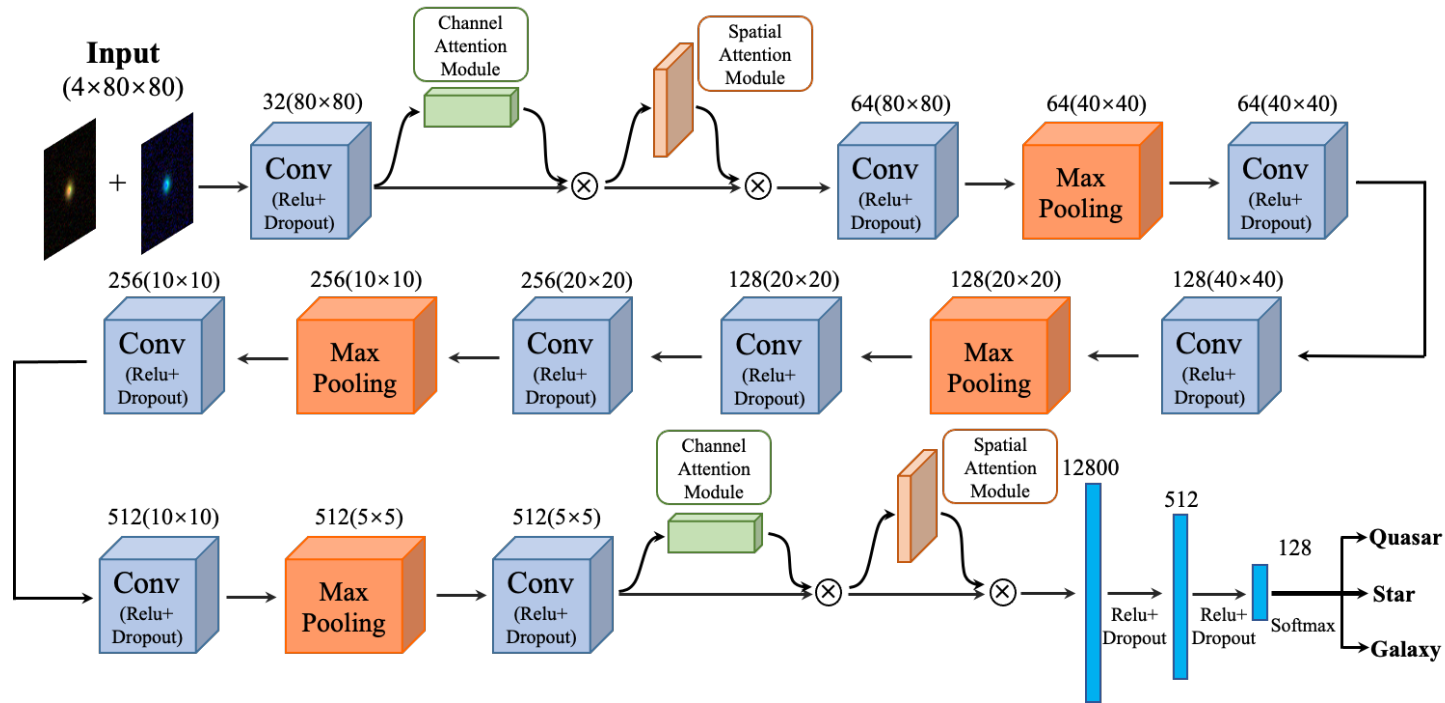 Input
(4×80×80)
+
32(80×80)
Conv
(Relu+
Dropout)
Channel
Attention
Module
Spatial
Attention
Module
64(80×80)
Conv
(Relu+
Dropout)
64(40×40)
Max
Pooling
64(40×40)
Conv
(Relu+
Dropout)
128(40×40)
Conv
(Relu+
Dropout)
128(20×20)
Max
Pooling
128(20×20)
Conv
(Relu+
Dropout)
256(20×20)
Conv
(Relu+
Dropout)
256(10×10)
Max
Pooling
256(10×10)
Conv
(Relu+
Dropout)
512(10×10)
Conv
(Relu+
Dropout)
512(5×5)
Max
Pooling
512(5×5)
Conv
(Relu+
Dropout)
Channel
Attention
Module
Spatial
Attention
Module
12800
Relu+
Dropout
512
Relu+
Dropout
128
Softmax
Quasar
Star
Galaxy